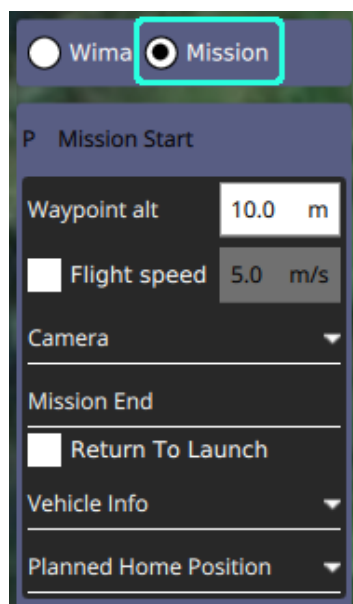 Wima Mission
P Mission Start
Waypoint alt 10.0 m
Flight speed 5.0 m/s
Camera
Mission End
Return To Launch
Vehicle Info
Planned Home Position